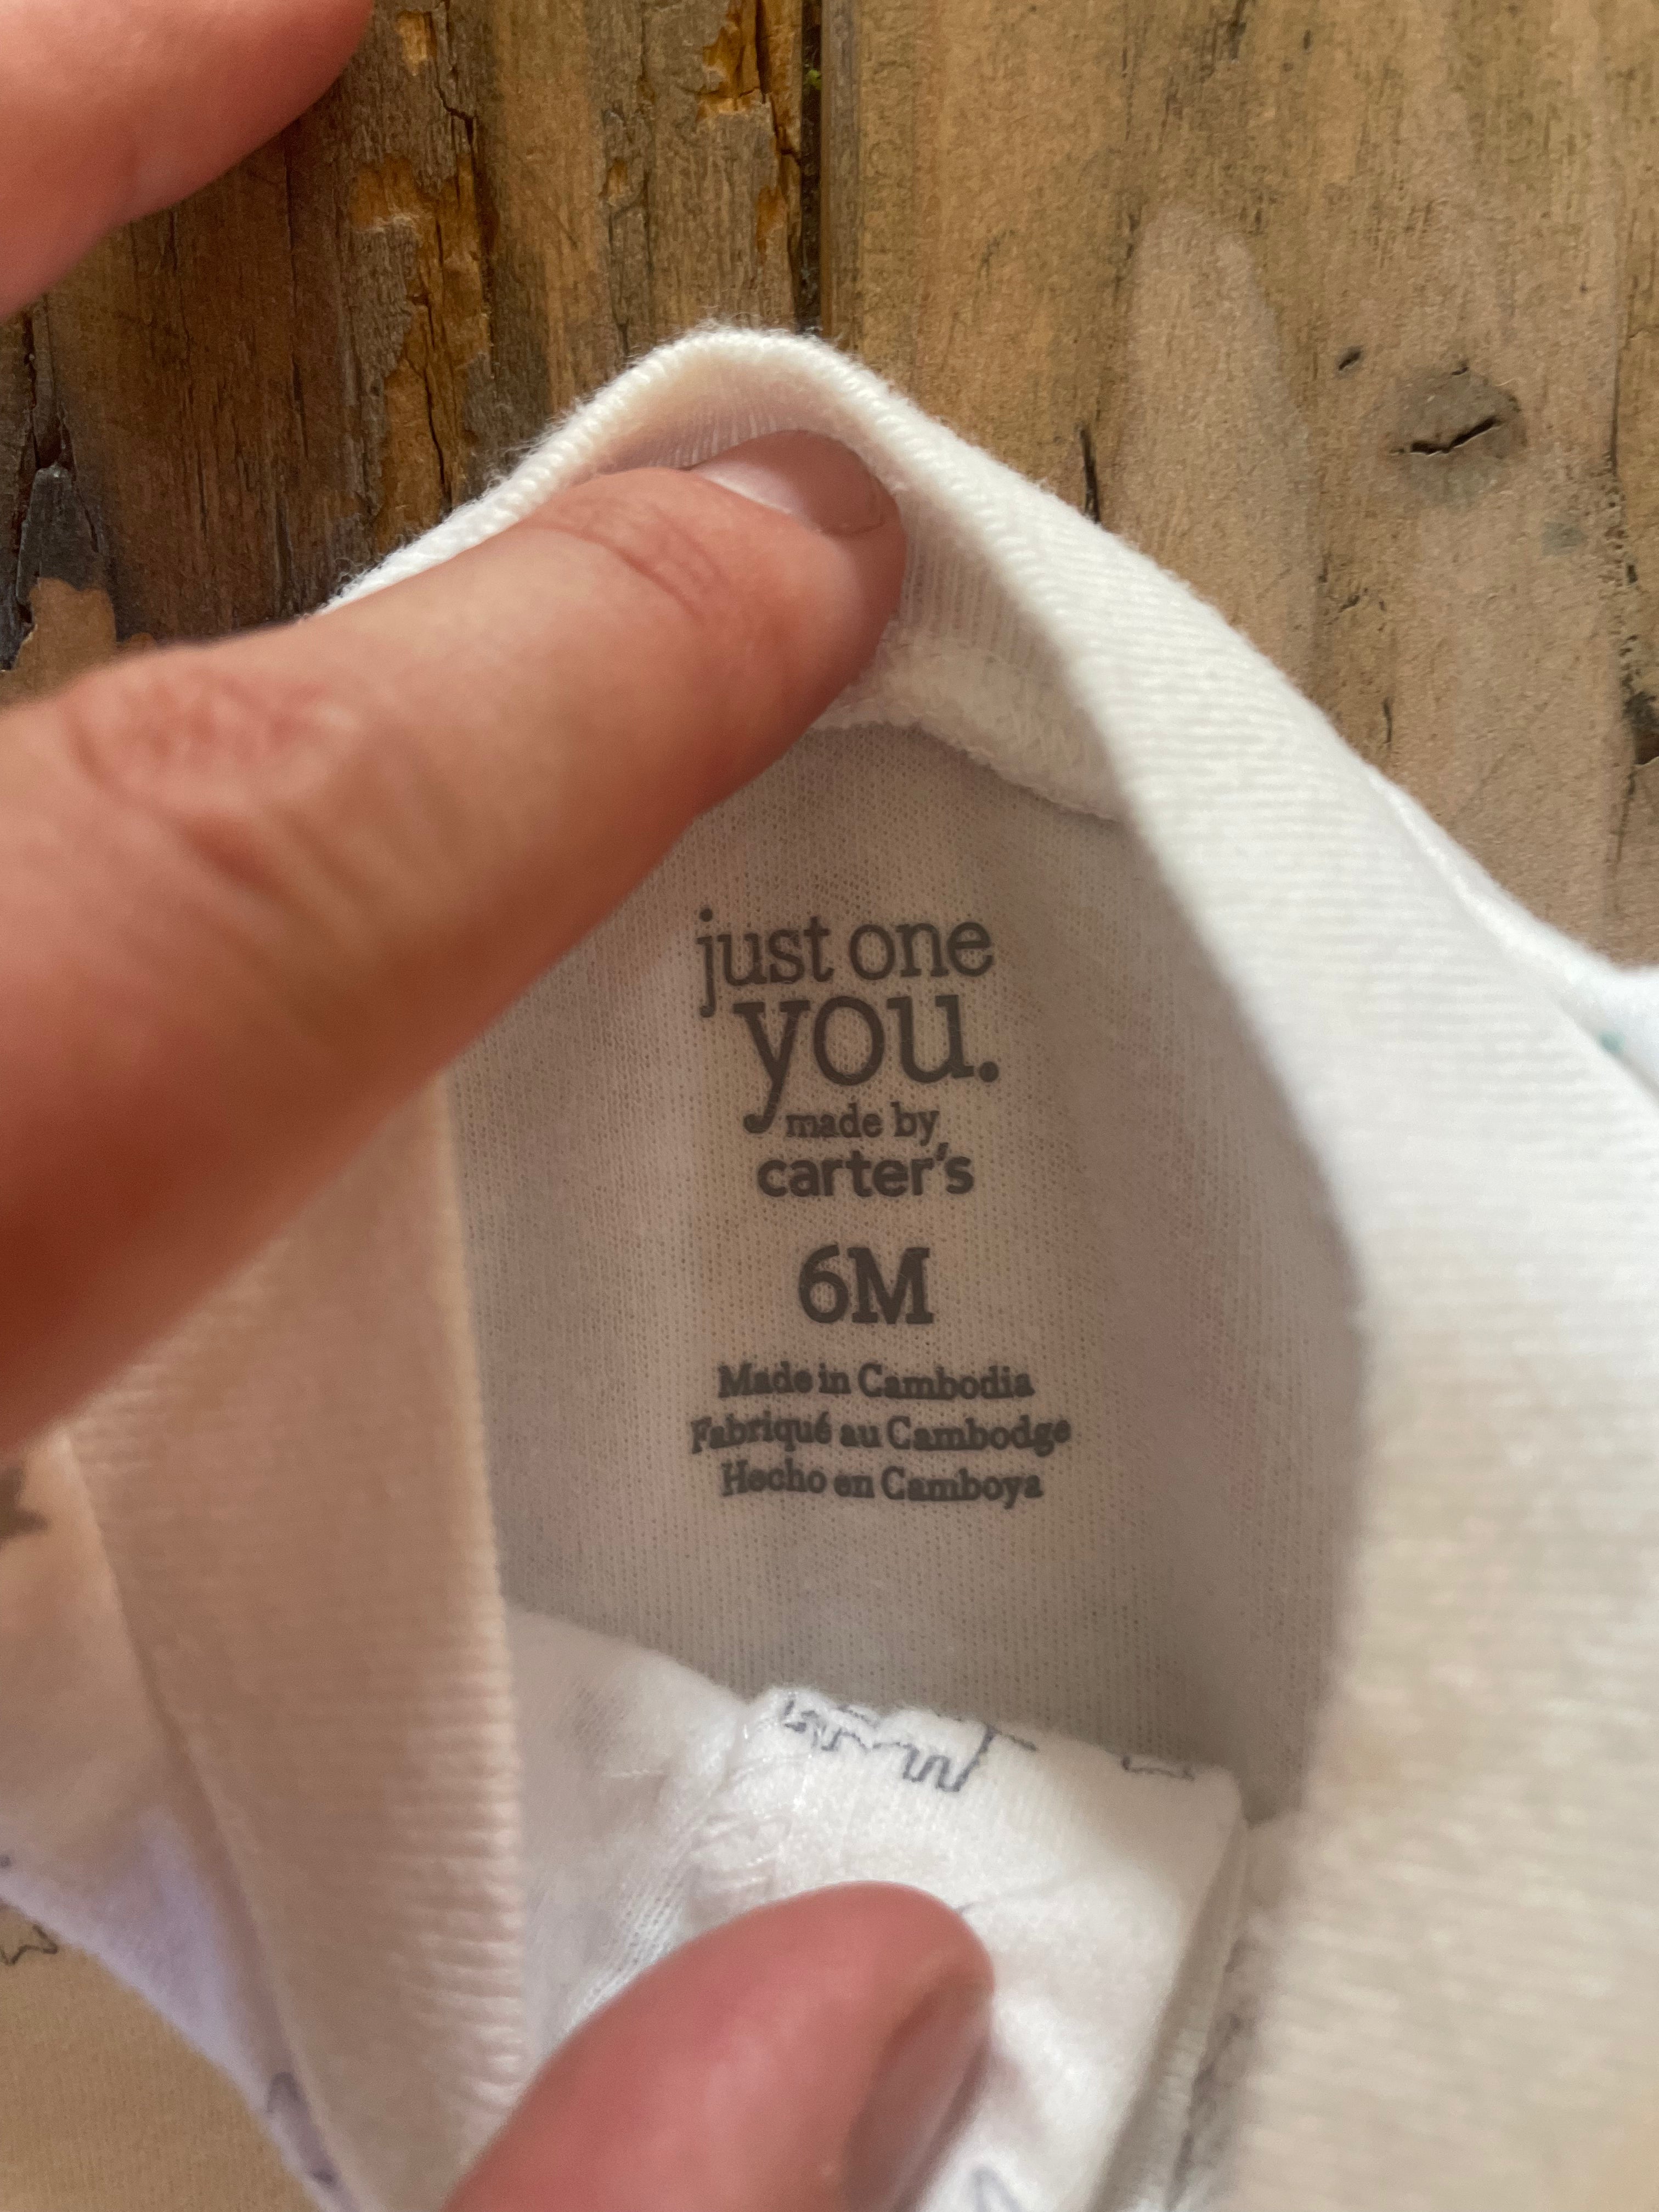 just one
you.
made by
carter's
6M
Made in Cambodia
Fabriqué au Cambodge
Hecho en Camboya